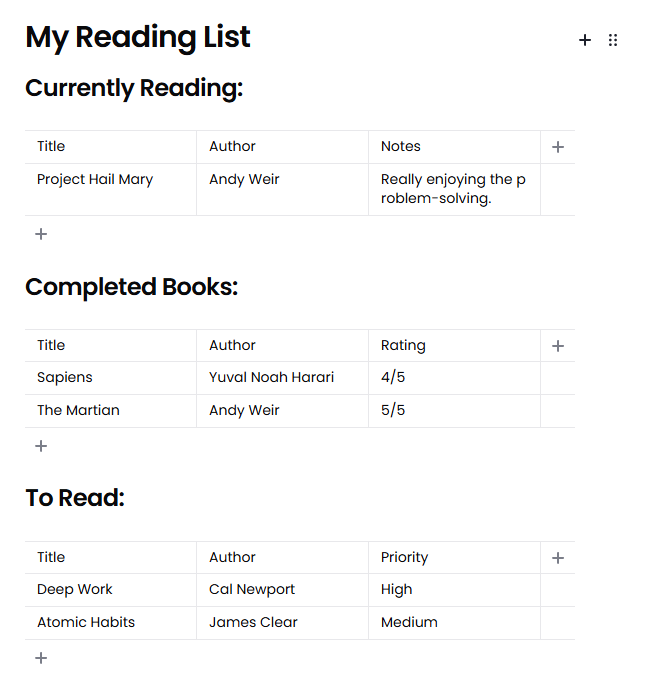 My Reading List
Currently Reading:
Title Author Notes
Project Hail Mary Andy Weir Really enjoying the p
roblem-solving.
Completed Books:
Title Author Rating
Sapiens Yuval Noah Harari 4/5
The Martian Andy Weir 5/5
To Read:
Title Author Priority
Deep Work Cal Newport High
Atomic Habits James Clear Medium